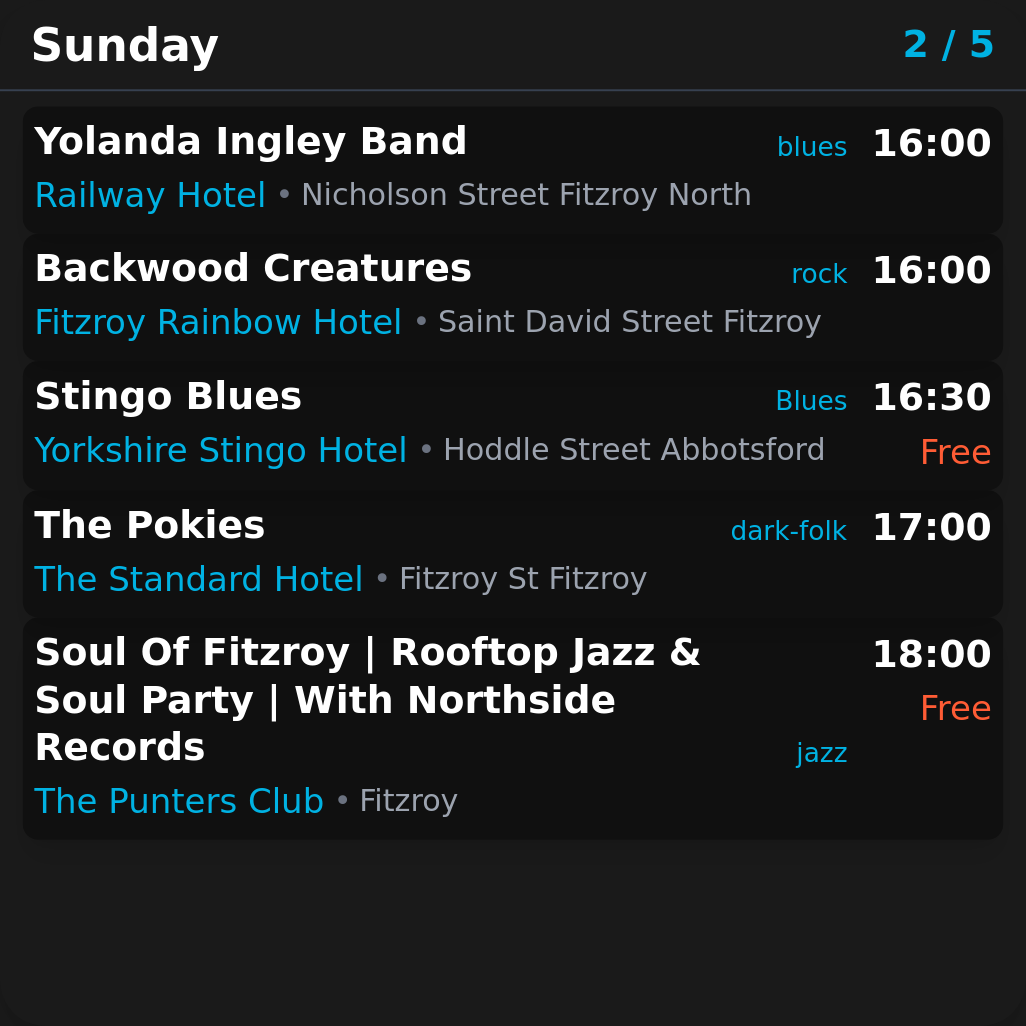 Sunday 2 / 5
Yolanda Ingley Band blues 16:00
Railway Hotel • Nicholson Street Fitzroy North
Backwood Creatures rock 16:00
Fitzroy Rainbow Hotel • Saint David Street Fitzroy
Stingo Blues Blues 16:30
Yorkshire Stingo Hotel • Hoddle Street Abbotsford Free
The Pokies dark-folk 17:00
The Standard Hotel • Fitzroy St Fitzroy
Soul Of Fitzroy | Rooftop Jazz & 18:00
Soul Party | With Northside Free
Records jazz
The Punters Club • Fitzroy